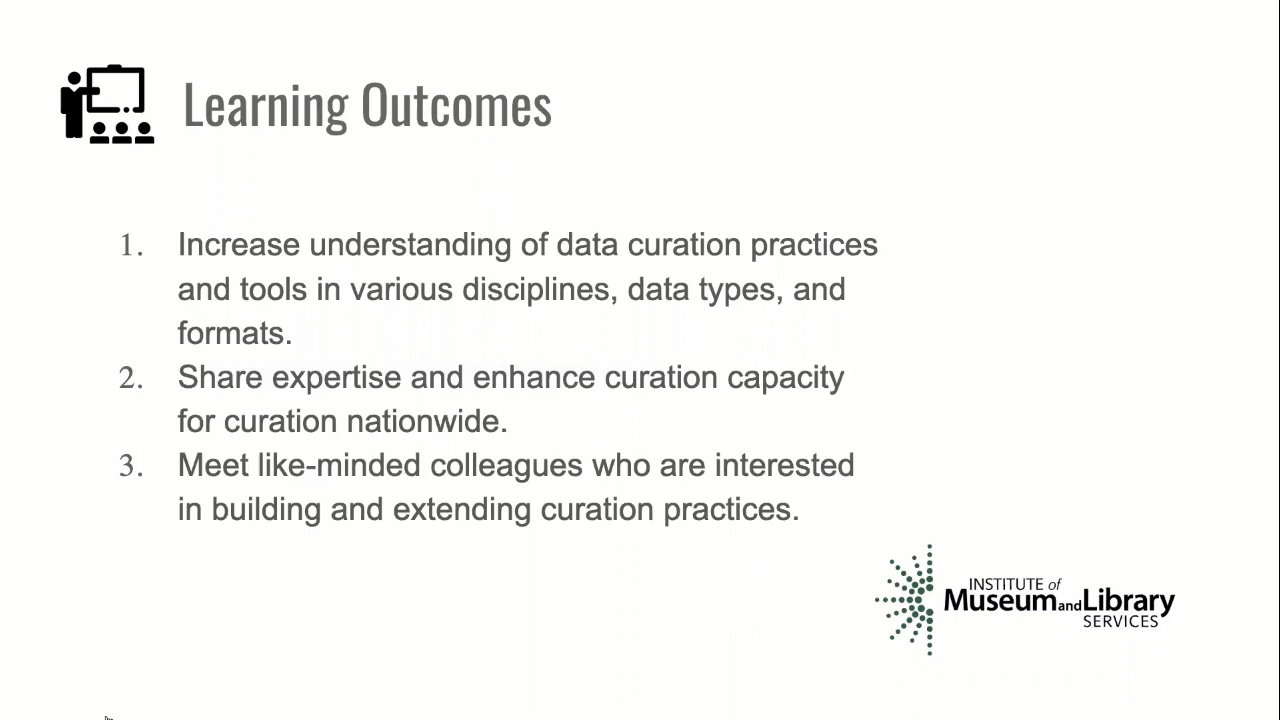 Learning Outcomes
1. Increase understanding of data curation practices
and tools in various disciplines, data types, and
formats.
2. Share expertise and enhance curation capacity
for curation nationwide.
3. Meet like-minded colleagues who are interested
in building and extending curation practices.
INSTITUTE of
Museum and Library
SERVICES